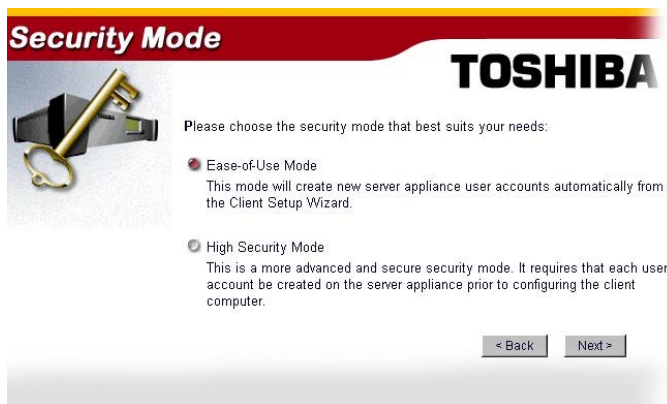 Security Mode
TOSHIBA
Please choose the security mode that best suits your needs:
Ease-of-Use Mode
This mode will create new server appliance user accounts automatically from
the Client Setup Wizard.
High Security Mode
This is a more advanced and secure security mode. It requires that each user
account be created on the server appliance prior to configuring the client
computer.
< Back
Next >